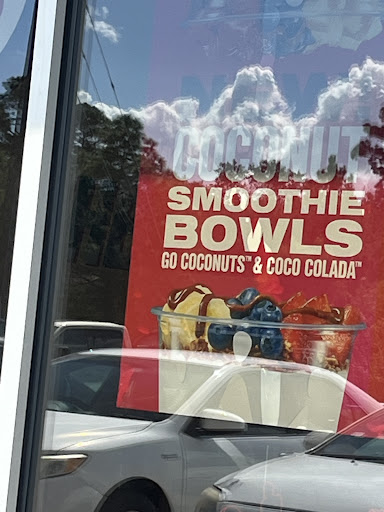 COCONUT
SMOOTHIE
BOWLS
GO COCONUTS™ & COCO COLADA™